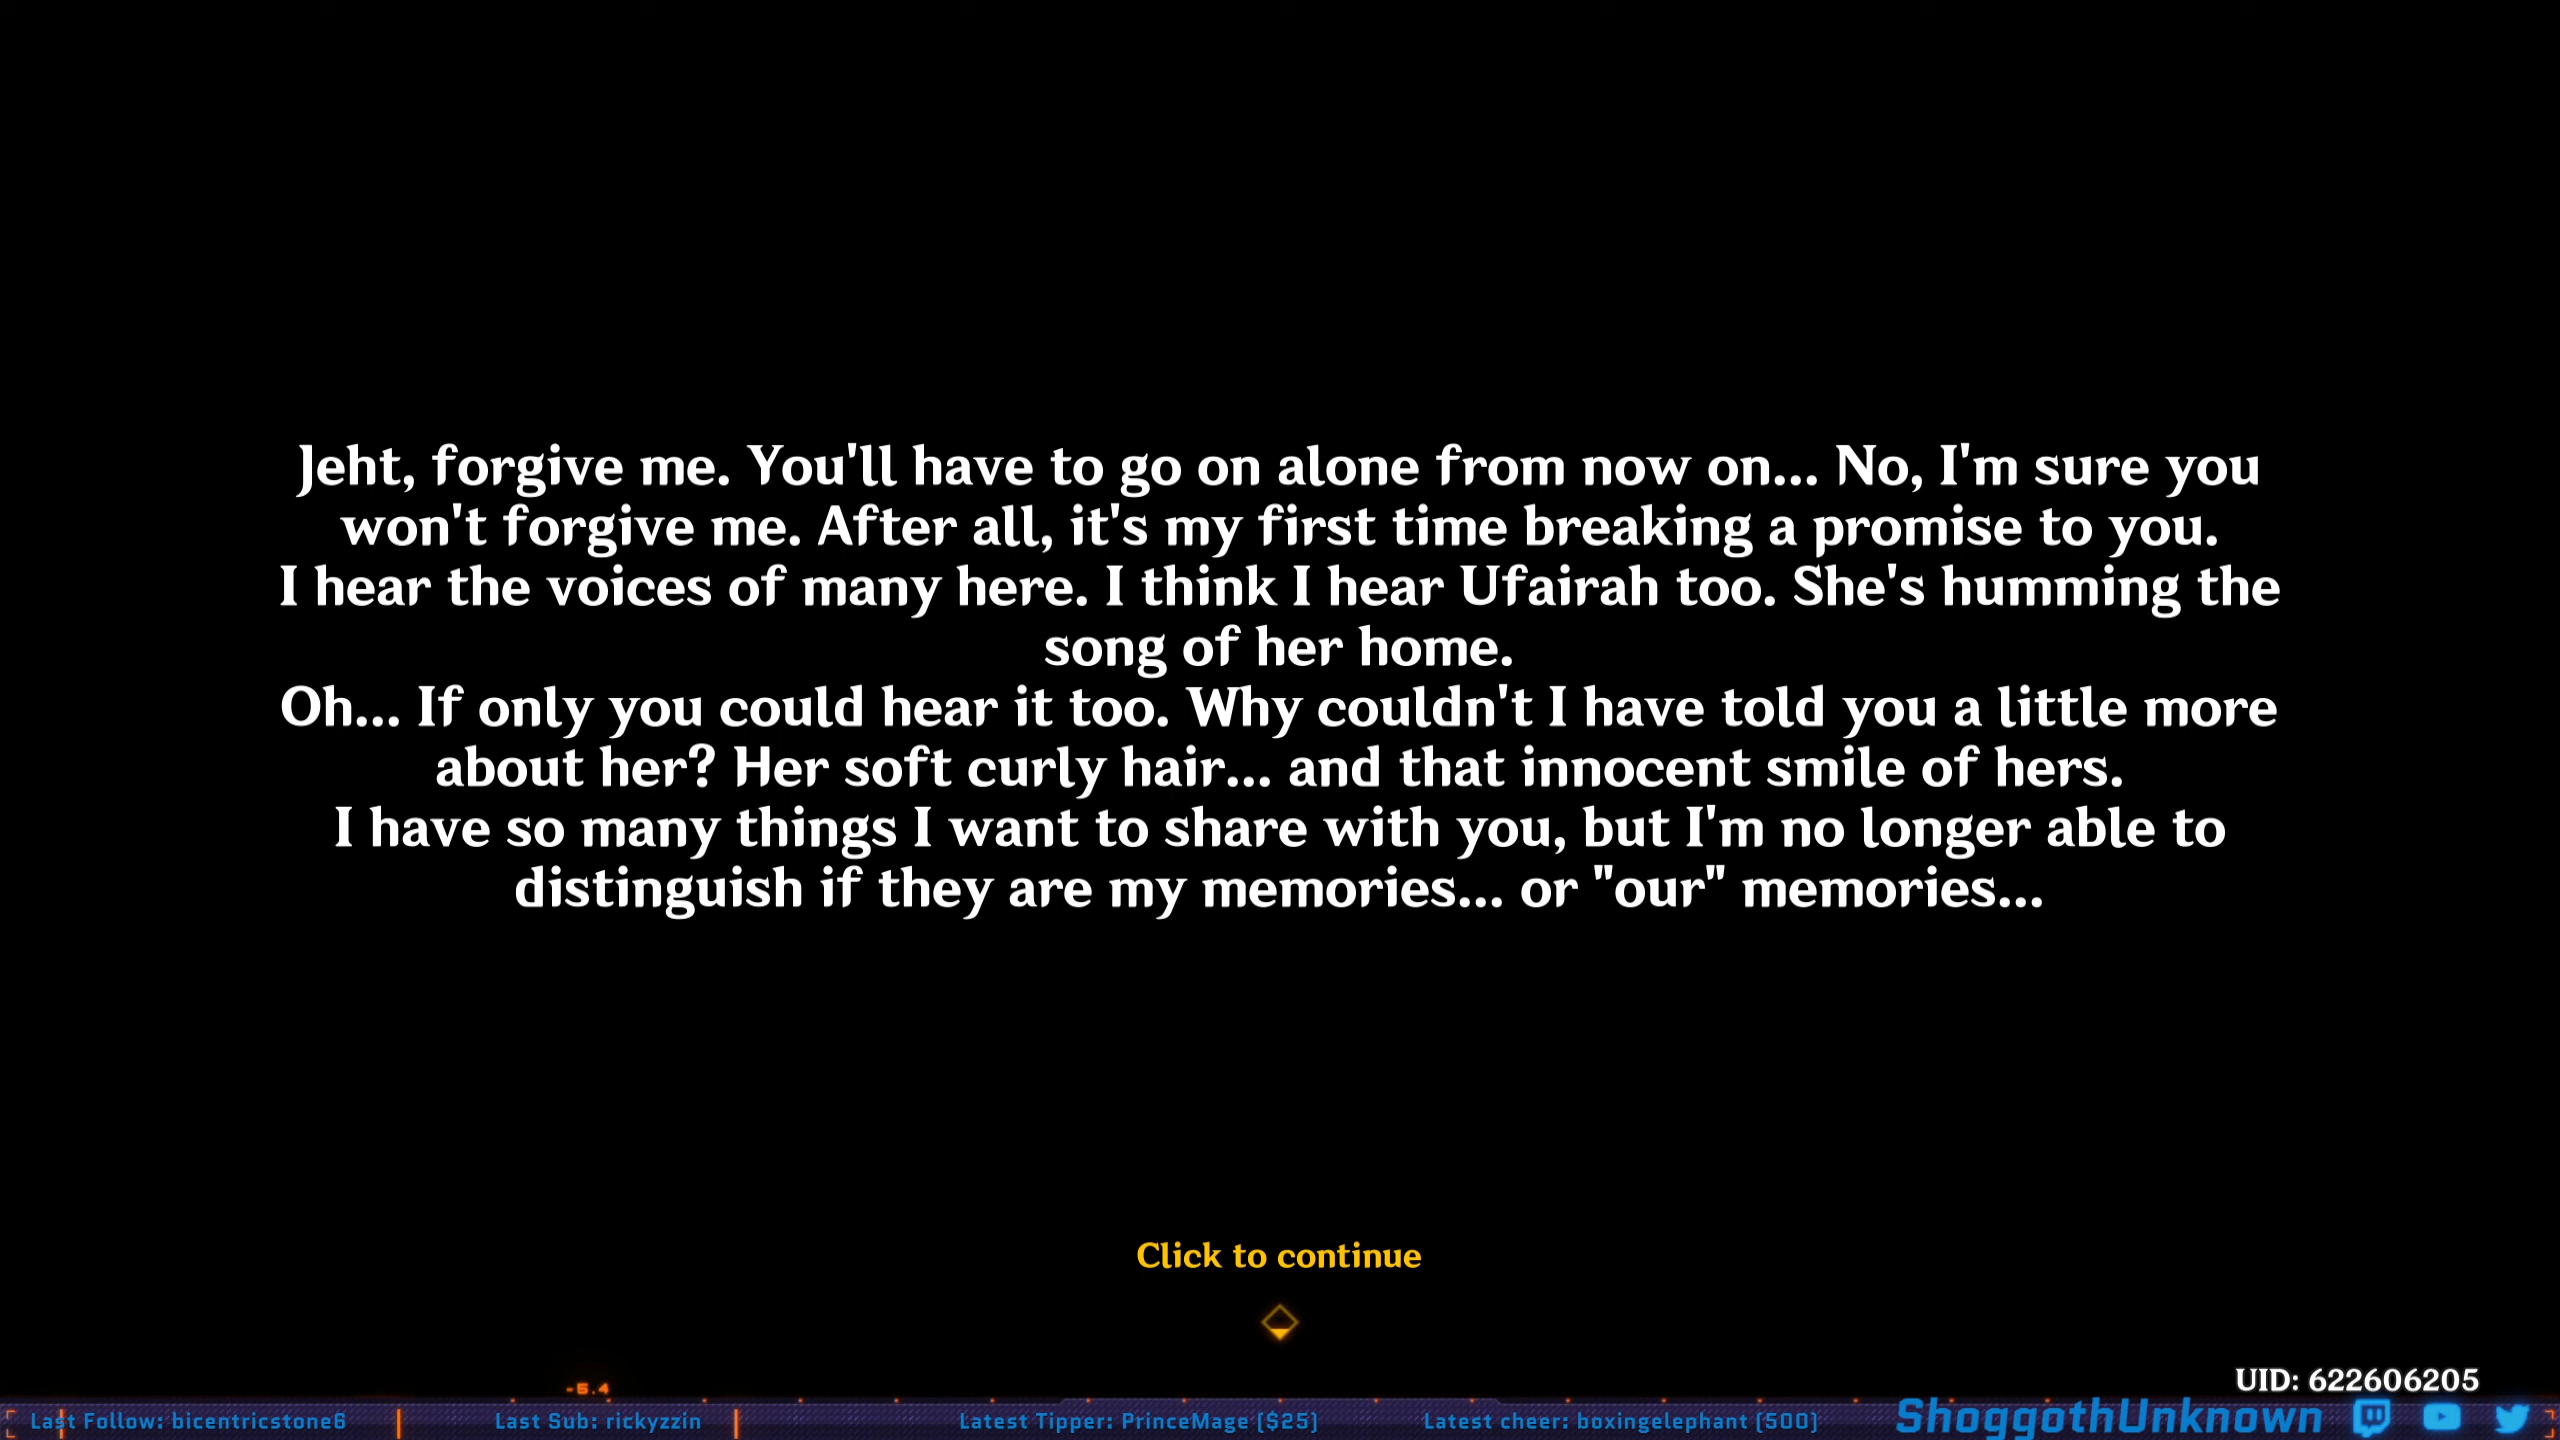 Jeht, forgive me. You'll have to go on alone from now on... No, I'm sure you
won't forgive me. After all, it's my first time breaking a promise to you.
I hear the voices of many here. I think I hear Ufairah too. She's humming the
song of her home.
Oh... If only you could hear it too. Why couldn't I have told you a little more
about her? Her soft curly hair... and that innocent smile of hers.
I have so many things I want to share with you, but I'm no longer able to
distinguish if they are my memories... or "our" memories...
Click to continue
UID: 622606205
-5.4
Last Follow: bicentricstone6
Last Sub: rickyzzin
Latest Tipper: PrinceMage ($25)
Latest cheer: boxingelephant (500)
ShoggothUnknown